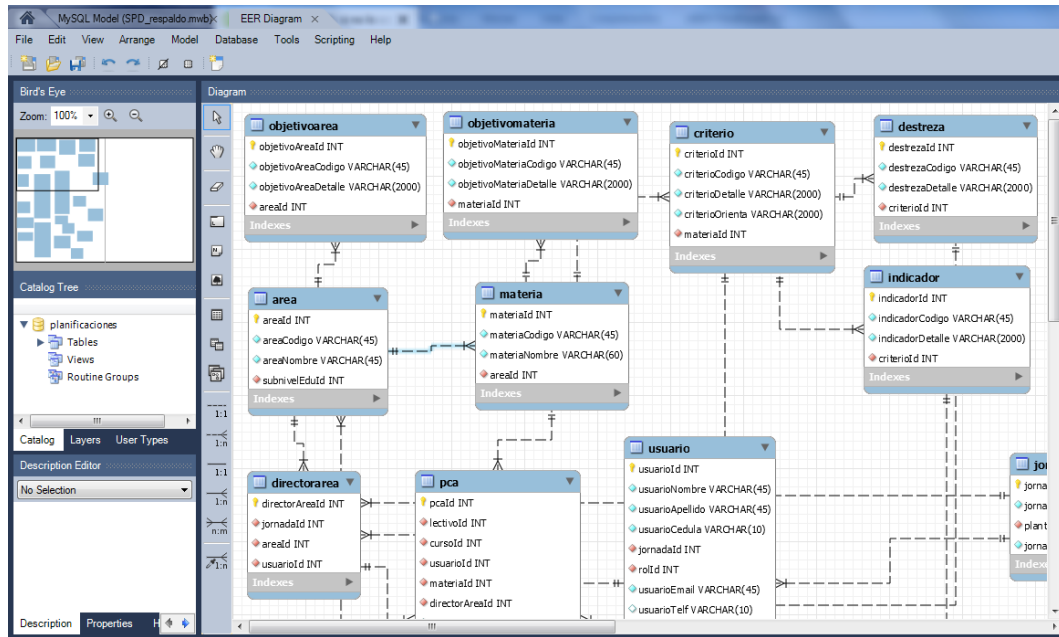 MySQL Model (SPD_respaldo.mwb) ×
EER Diagram ×
File Edit View Arrange Model Database Tools Scripting Help
Bird's Eye
Zoom: 100%
Catalog Tree
planificaciones
Tables
Views
Routine Groups
Catalog Layers User Types
Description Editor
No Selection
Description Properties H
Diagram
1:1
1:n
1:1
1:n
n:m
1:n
objetivoarea
objetivoAreaId INT
objetivoAreaCodigo VARCHAR(45)
objetivoAreaDetalle VARCHAR(2000)
areaId INT
Indexes
objetivomateria
objetivoMateriaId INT
objetivoMateriaCodigo VARCHAR(45)
objetivoMateriaDetalle VARCHAR(2000)
materiaId INT
Indexes
criterio
criterioId INT
criterioCodigo VARCHAR(45)
criterioDetalle VARCHAR(2000)
criterioOrienta VARCHAR(2000)
materiaId INT
Indexes
destreza
destrezaId INT
destrezaCodigo VARCHAR(45)
destrezaDetalle VARCHAR(2000)
criterioId INT
Indexes
area
areaId INT
areaCodigo VARCHAR(45)
areaNombre VARCHAR(45)
subnivelEduId INT
Indexes
materia
materiaId INT
materiaCodigo VARCHAR(45)
materiaNombre VARCHAR(60)
areaId INT
Indexes
indicador
indicadorId INT
indicadorCodigo VARCHAR(45)
indicadorDetalle VARCHAR(2000)
criterioId INT
Indexes
directorarea
directorAreaId INT
jornadaId INT
areaId INT
usuarioId INT
Indexes
pca
pcaId INT
lectivoId INT
cursoId INT
usuarioId INT
materiaId INT
directorAreaId INT
usuario
usuarioId INT
usuarioNombre VARCHAR(45)
usuarioApellido VARCHAR(45)
usuarioCedula VARCHAR(10)
jornadaId INT
rolId INT
usuarioEmail VARCHAR(45)
usuarioTelf VARCHAR(10)
jor
jorna
jorna
plant
jorna
Indexe